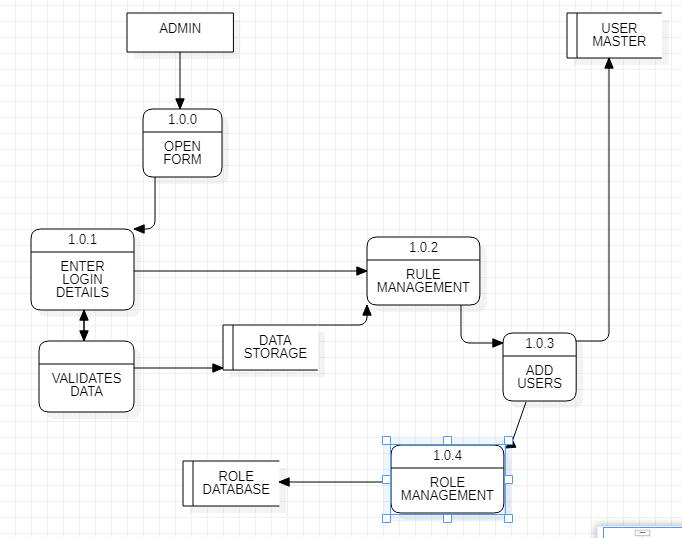 ADMIN
USER
MASTER
1.0.0
OPEN
FORM
1.0.1
ENTER
LOGIN
DETAILS
1.0.2
RULE
MANAGEMENT
DATA
STORAGE
VALIDATES
DATA
1.0.3
ADD
USERS
1.0.4
ROLE
MANAGEMENT
ROLE
DATABASE